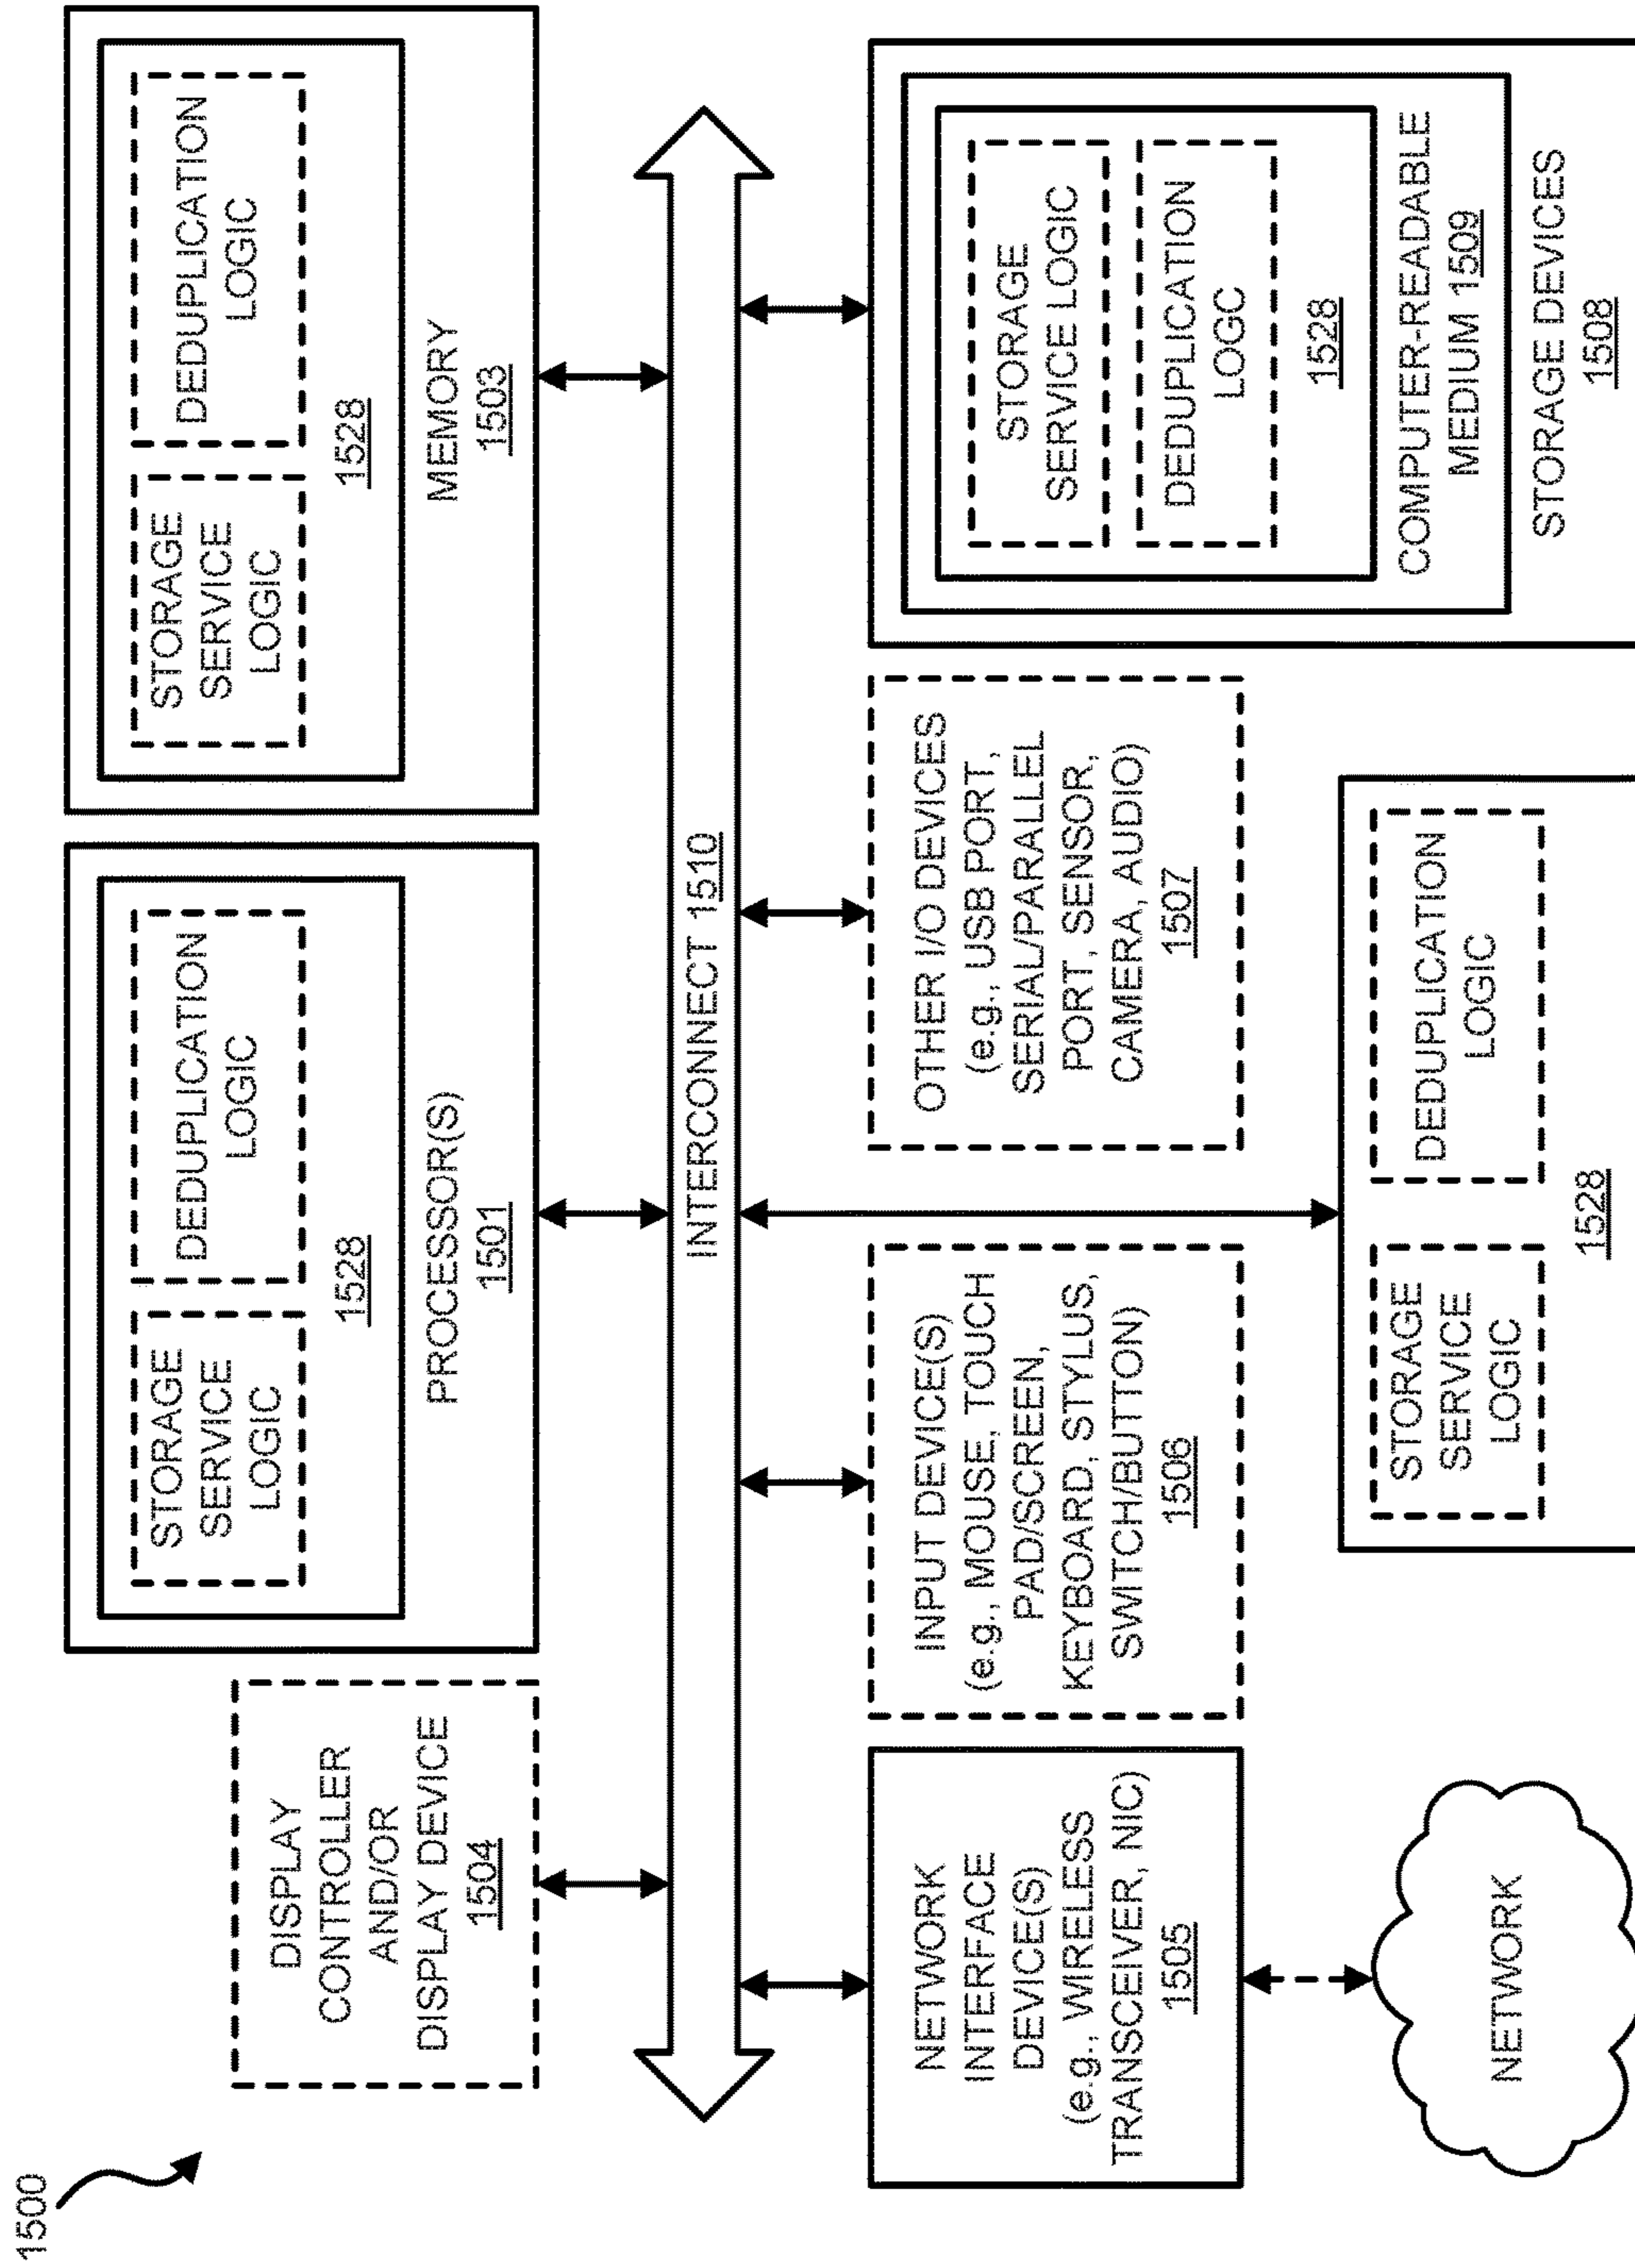 1500
DISPLAY
CONTROLLER
AND/OR
DISPLAY DEVICE
1504
STORAGE
SERVICE
LOGIC
DEDUPLICATION
LOGIC
1528
PROCESSOR(S)
1501
STORAGE
SERVICE
LOGIC
DEDUPLICATION
LOGIC
1528
MEMORY
1503
INTERCONNECT 1510
NETWORK
INTERFACE
DEVICE(S)
(e.g., WIRELESS
TRANSCEIVER, NIC)
1505
INPUT DEVICE(S)
(e.g., MOUSE, TOUCH
PAD/SCREEN,
KEYBOARD, STYLUS,
SWITCH/BUTTON)
1506
OTHER I/O DEVICES
(e.g., USB PORT,
SERIAL/PARALLEL
PORT, SENSOR,
CAMERA, AUDIO)
1507
STORAGE
SERVICE LOGIC
DEDUPLICATION
LOGC
1528
COMPUTER-READABLE
MEDIUM 1509
STORAGE DEVICES
1508
NETWORK
STORAGE
SERVICE
LOGIC
DEDUPLICATION
LOGIC
1528